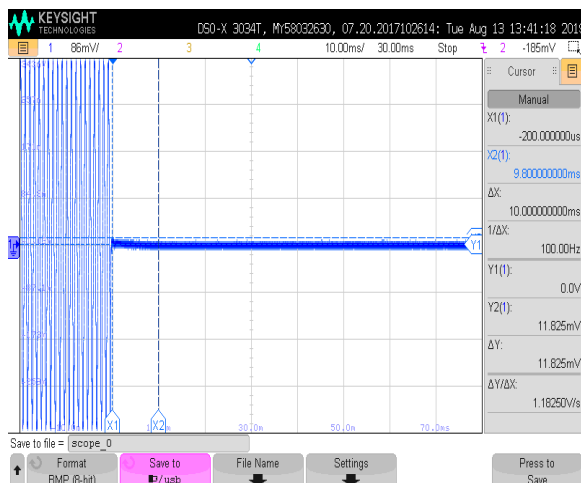 KEYSIGHT
TECHNOLOGIES
DSO-X 3034T, MY58032630, 07.20.2017102614: Tue Aug 13 13:41:18 2019
1 86mV/ 2 3 4 10.00ms/ 30.00ms Stop 2 -185mV
Cursor
Manual
X1(1):
-200.000000us
X2(1):
9.800000000ms
ΔX:
10.000000000ms
1/ΔX:
100.00Hz
Y1(1):
0.0V
Y2(1):
11.825mV
ΔY:
11.825mV
ΔY/ΔX:
1.18250V/s
Y1
X1 X2 30.0m 50.0m 70.0m
Save to file = scope_0
Format Save to File Name Settings Press to
BMP (8-bit) /usb Save